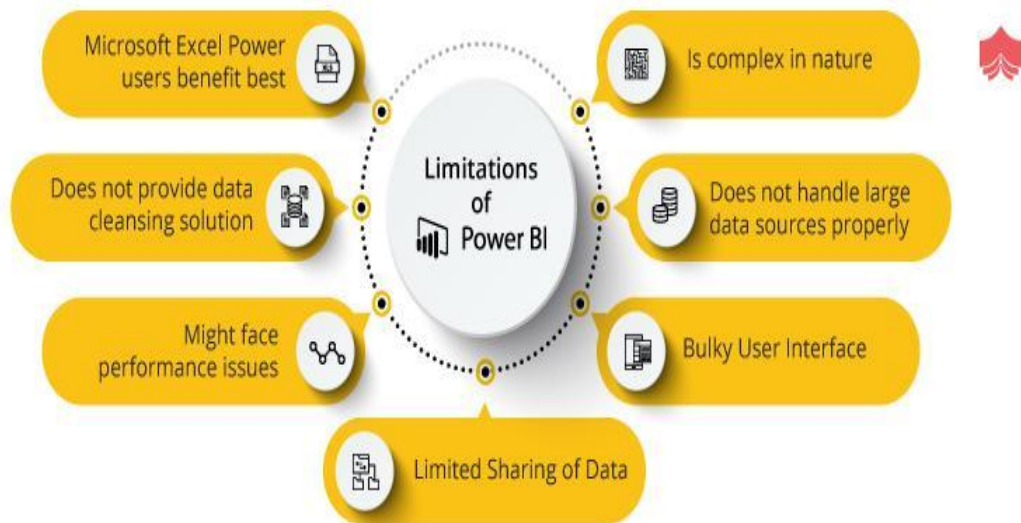 Microsoft Excel Power
users benefit best
Does not provide data
cleansing solution
Might face
performance issues
Limitations
of
Power BI
Is complex in nature
Does not handle large
data sources properly
Bulky User Interface
Limited Sharing of Data